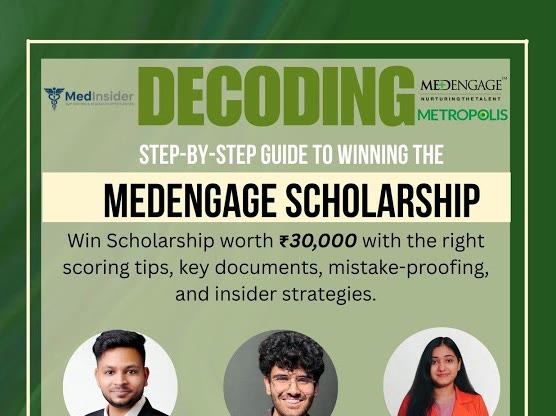 MedInsider
DECODING
MEDENGAGE™
NURTURINGTHETALENT
METROPOLIS
STEP-BY-STEP GUIDE TO WINNING THE
MEDENGAGE SCHOLARSHIP
Win Scholarship worth ₹30,000 with the right
scoring tips, key documents, mistake-proofing,
and insider strategies.